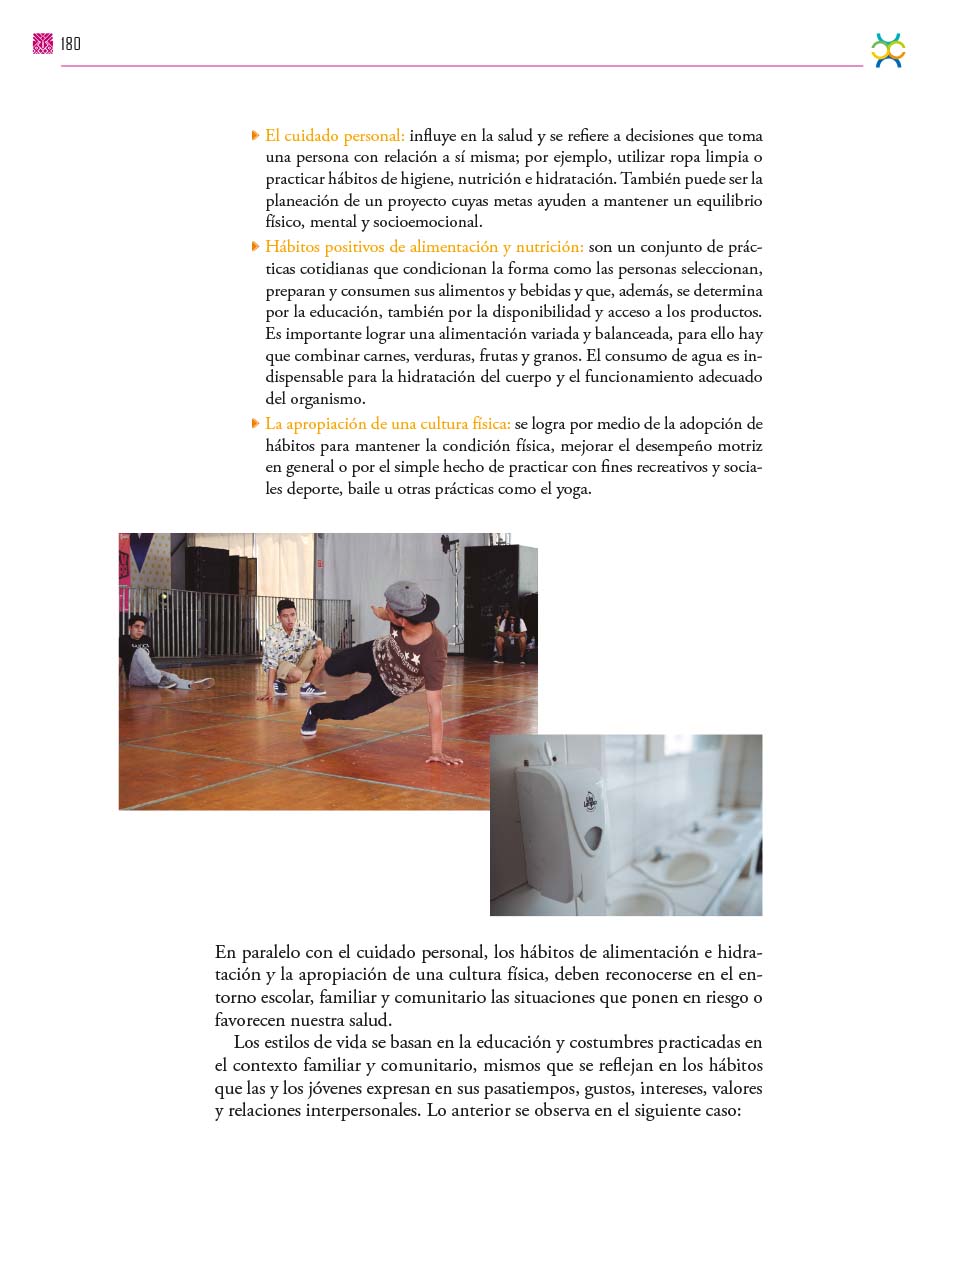 180
El cuidado personal: influye en la salud y se refiere a decisiones que toma
una persona con relación a sí misma; por ejemplo, utilizar ropa limpia o
practicar hábitos de higiene, nutrición e hidratación. También puede ser la
planeación de un proyecto cuyas metas ayuden a mantener un equilibrio
físico, mental y socioemocional.
Hábitos positivos de alimentación y nutrición: son un conjunto de prác-
ticas cotidianas que condicionan la forma como las personas seleccionan,
preparan y consumen sus alimentos y bebidas y que, además, se determina
por la educación, también por la disponibilidad y acceso a los productos.
Es importante lograr una alimentación variada y balanceada, para ello hay
que combinar carnes, verduras, frutas y granos. El consumo de agua es in-
dispensable para la hidratación del cuerpo y el funcionamiento adecuado
del organismo.
La apropiación de una cultura física: se logra por medio de la adopción de
hábitos para mantener la condición física, mejorar el desempeño motriz
en general o por el simple hecho de practicar con fines recreativos y socia-
les deporte, baile u otras prácticas como el yoga.
En paralelo con el cuidado personal, los hábitos de alimentación e hidra-
tación y la apropiación de una cultura física, deben reconocerse en el en-
torno escolar, familiar y comunitario las situaciones que ponen en riesgo o
favorecen nuestra salud.
Los estilos de vida se basan en la educación y costumbres practicadas en
el contexto familiar y comunitario, mismos que se reflejan en los hábitos
que las y los jóvenes expresan en sus pasatiempos, gustos, intereses, valores
y relaciones interpersonales. Lo anterior se observa en el siguiente caso: